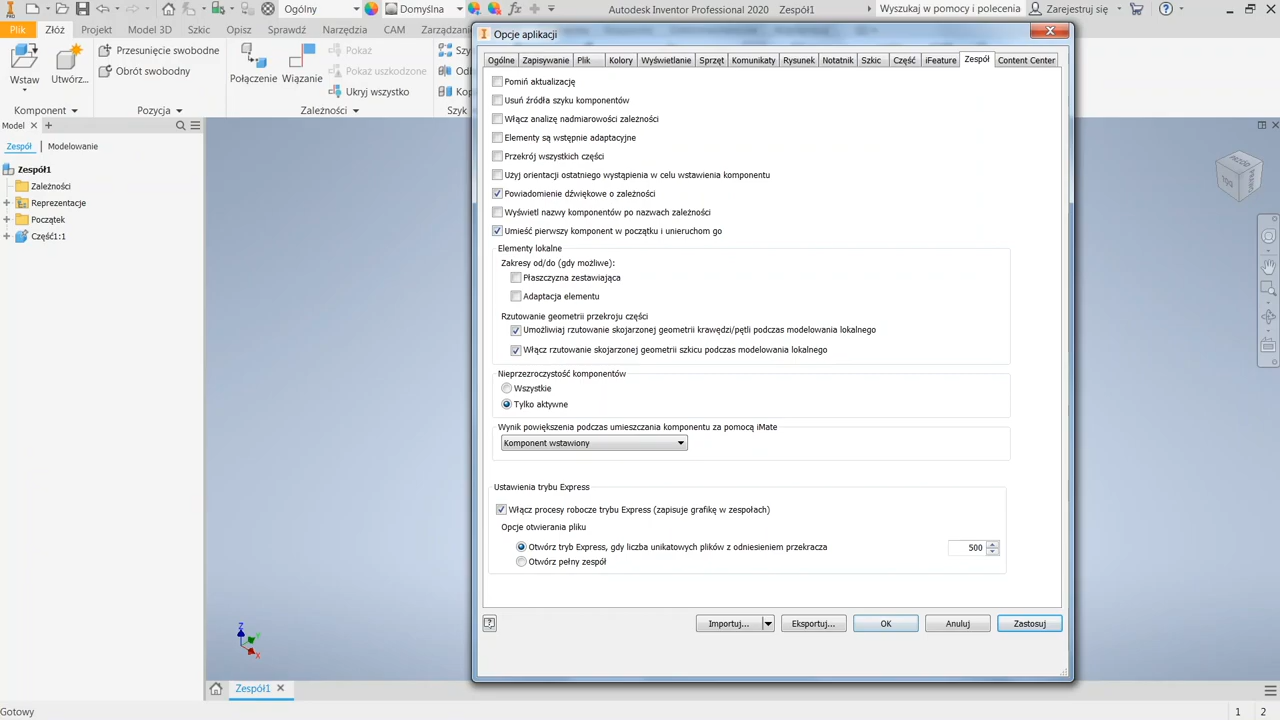 PRO
Ogólny
Domyślna
Autodesk Inventor Professional 2020 Zespół1
Wyszukaj w pomocy i polecenia
Zarejestruj się
Plik Złóż Projekt Model 3D Szkic Opisz Sprawdź Narzędzia CAM Zarządzani
Wstaw
Utwórz...
Komponent
Przesunięcie swobodne
Obrót swobodny
Pozycja
Połączenie
Wiązanie
Pokaż
Pokaż uszkodzone
Ukryj wszystko
Zależności
Szy
Odl
Kop
Szyk
Model
Zespół Modelowanie
Zespół1
Zależności
Reprezentacje
Początek
Część1:1
Opcje aplikacji
Ogólne Zapisywanie Plik Kolory Wyświetlanie Sprzęt Komunikaty Rysunek Notatnik Szkic Część iFeature Zespół Content Center
Pomiń aktualizację
Usuń źródła szyku komponentów
Włącz analizę nadmiarowości zależności
Elementy są wstępnie adaptacyjne
Przekrój wszystkich części
Użyj orientacji ostatniego wystąpienia w celu wstawienia komponentu
Powiadomienie dźwiękowe o zależności
Wyświetl nazwy komponentów po nazwach zależności
Umieść pierwszy komponent w początku i unieruchom go
Elementy lokalne
Zakresy od/do (gdy możliwe):
Płaszczyzna zestawiająca
Adaptacja elementu
Rzutowanie geometrii przekroju części
Umożliwiaj rzutowanie skojarzonej geometrii krawędzi/pętli podczas modelowania lokalnego
Włącz rzutowanie skojarzonej geometrii szkicu podczas modelowania lokalnego
Nieprzezroczystość komponentów
Wszystkie
Tylko aktywne
Wynik powiększenia podczas umieszczania komponentu za pomocą iMate
Komponent wstawiony
Ustawienia trybu Express
Włącz procesy robocze trybu Express (zapisuje grafikę w zespołach)
Opcje otwierania pliku
Otwórz tryb Express, gdy liczba unikatowych plików z odniesieniem przekracza 500
Otwórz pełny zespół
Importuj... Eksportuj... OK Anuluj Zastosuj
Z
Y
X
Zespół1
Gotowy
1 2